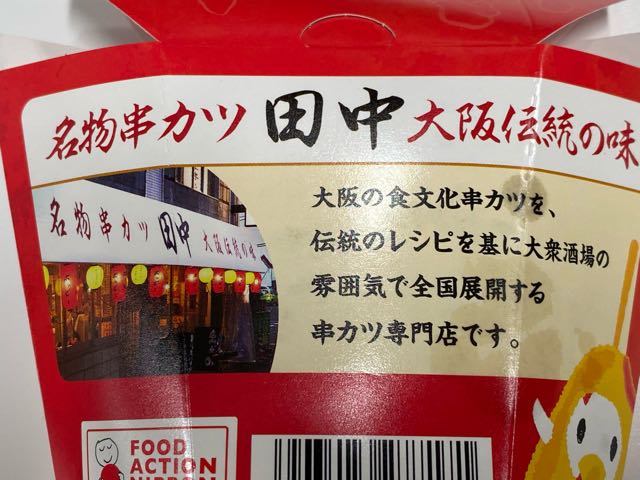 名物串カツ 田中 大阪伝統の味
名物串カツ 田中 大阪伝統の味
大阪の食文化串カツを、
伝統のレシピを基に大衆酒場の
雰囲気で全国展開する
串カツ専門店です。
FOOD
ACTION
NIPPON